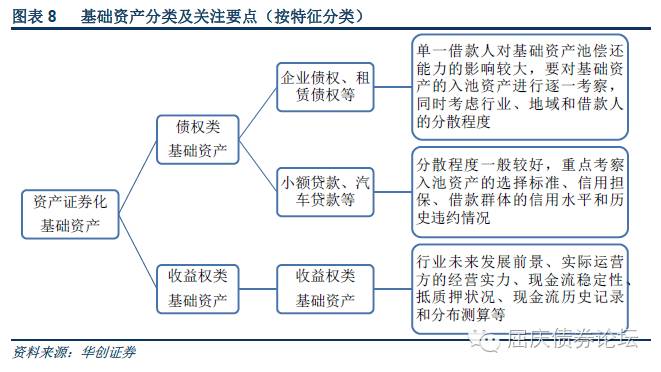 图表 8 基础资产分类及关注要点（按特征分类）
资产证券化
基础资产
债权类
基础资产
企业债权、租
赁债权等
单一借款人对基础资产池偿还
能力的影响较大，要对基础资
产的入池资产进行逐一考察，
同时考虑行业、地域和借款人
的分散程度
小额贷款、汽
车贷款等
分散程度一般较好，重点考察
入池资产的选择标准、信用担
保、借款群体的信用水平和历
史违约情况
收益权类
基础资产
收益权类
基础资产
行业未来发展前景、实际运营
方的经营实力、现金流稳定性、
抵质押状况、现金流历史记录
和分布测算等
资料来源：华创证券
屈庆债券论坛